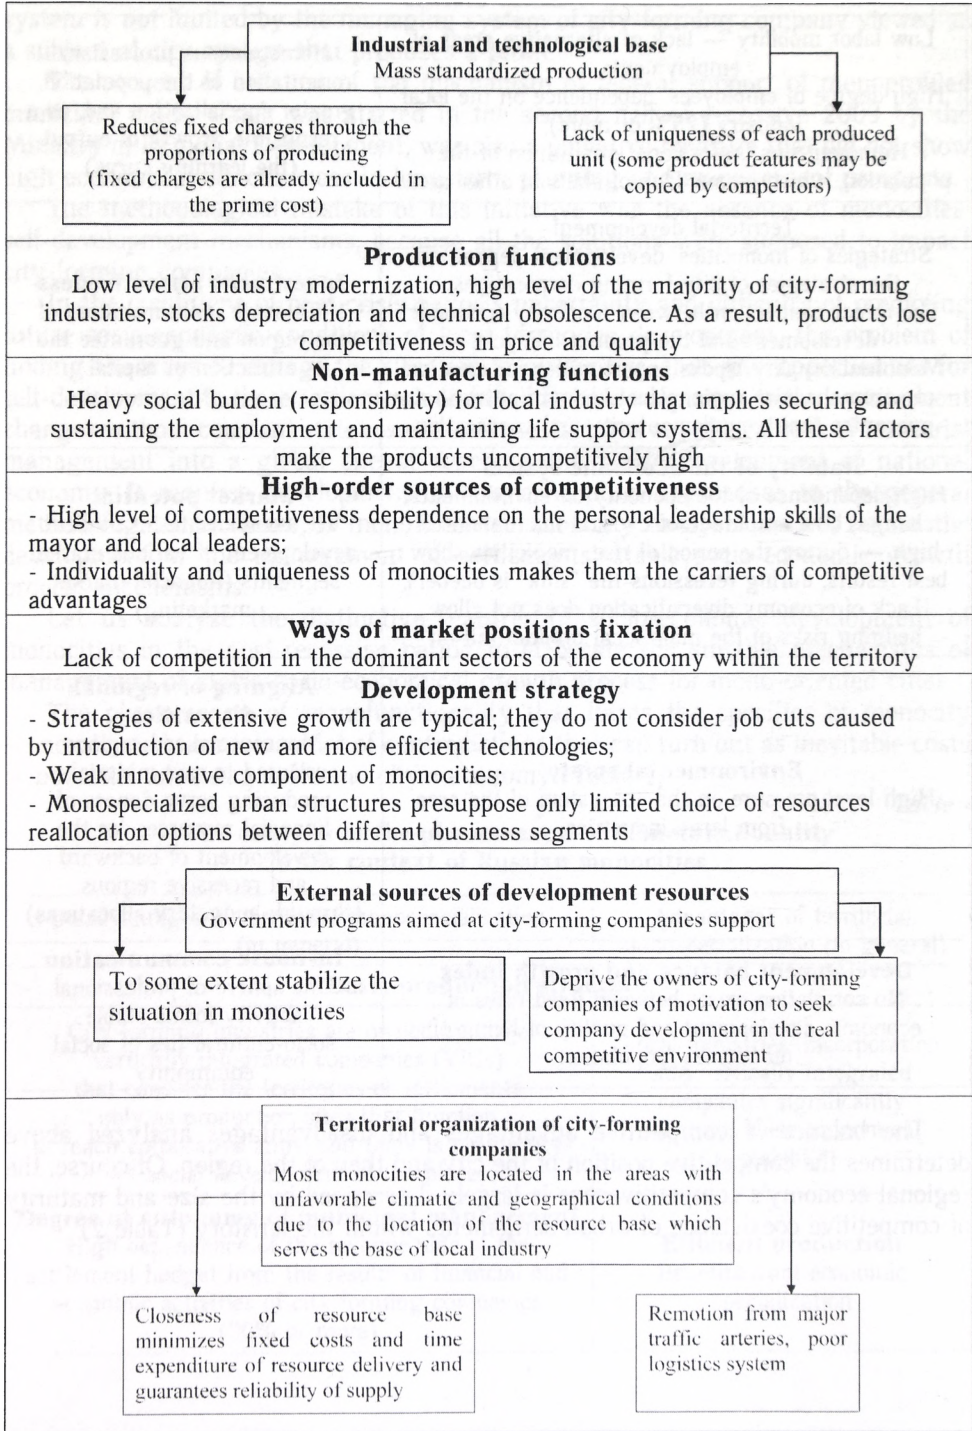 Industrial and technological base
Mass standardized production
Reduces fixed charges through the
proportions of producing
(fixed charges are already included in
the prime cost)
Lack of uniqueness of each produced
unit (some product features may be
copied by competitors)
Production functions
Low level of industry modernization, high level of the majority of city-forming
industries, stocks depreciation and technical obsolescence. As a result, products lose
competitiveness in price and quality
Non-manufacturing functions
Heavy social burden (responsibility) for local industry that implies securing and
sustaining the employment and maintaining life support systems. All these factors
make the products uncompetitively high
High-order sources of competitiveness
- High level of competitiveness dependence on the personal leadership skills of the
mayor and local leaders;
- Individuality and uniqueness of monocities makes them the carriers of competitive
advantages
Ways of market positions fixation
Lack of competition in the dominant sectors of the economy within the territory
Development strategy
- Strategies of extensive growth are typical; they do not consider job cuts caused
by introduction of new and more efficient technologies;
- Weak innovative component of monocities;
- Monospecialized urban structures presuppose only limited choice of resources
reallocation options between different business segments
External sources of development resources
Government programs aimed at city-forming companies support
To some extent stabilize the
situation in monocities
Deprive the owners of city-forming
companies of motivation to seek
company development in the real
competitive environment
Territorial organization of city-forming
companies
Most monocities are located in the areas with
unfavorable climatic and geographical conditions
due to the location of the resource base which
serves the base of local industry
Closeness of resource base
minimizes fixed costs and time
expenditure of resource delivery and
guarantees reliability of supply
Remotion from major
traffic arteries, poor
logistics system